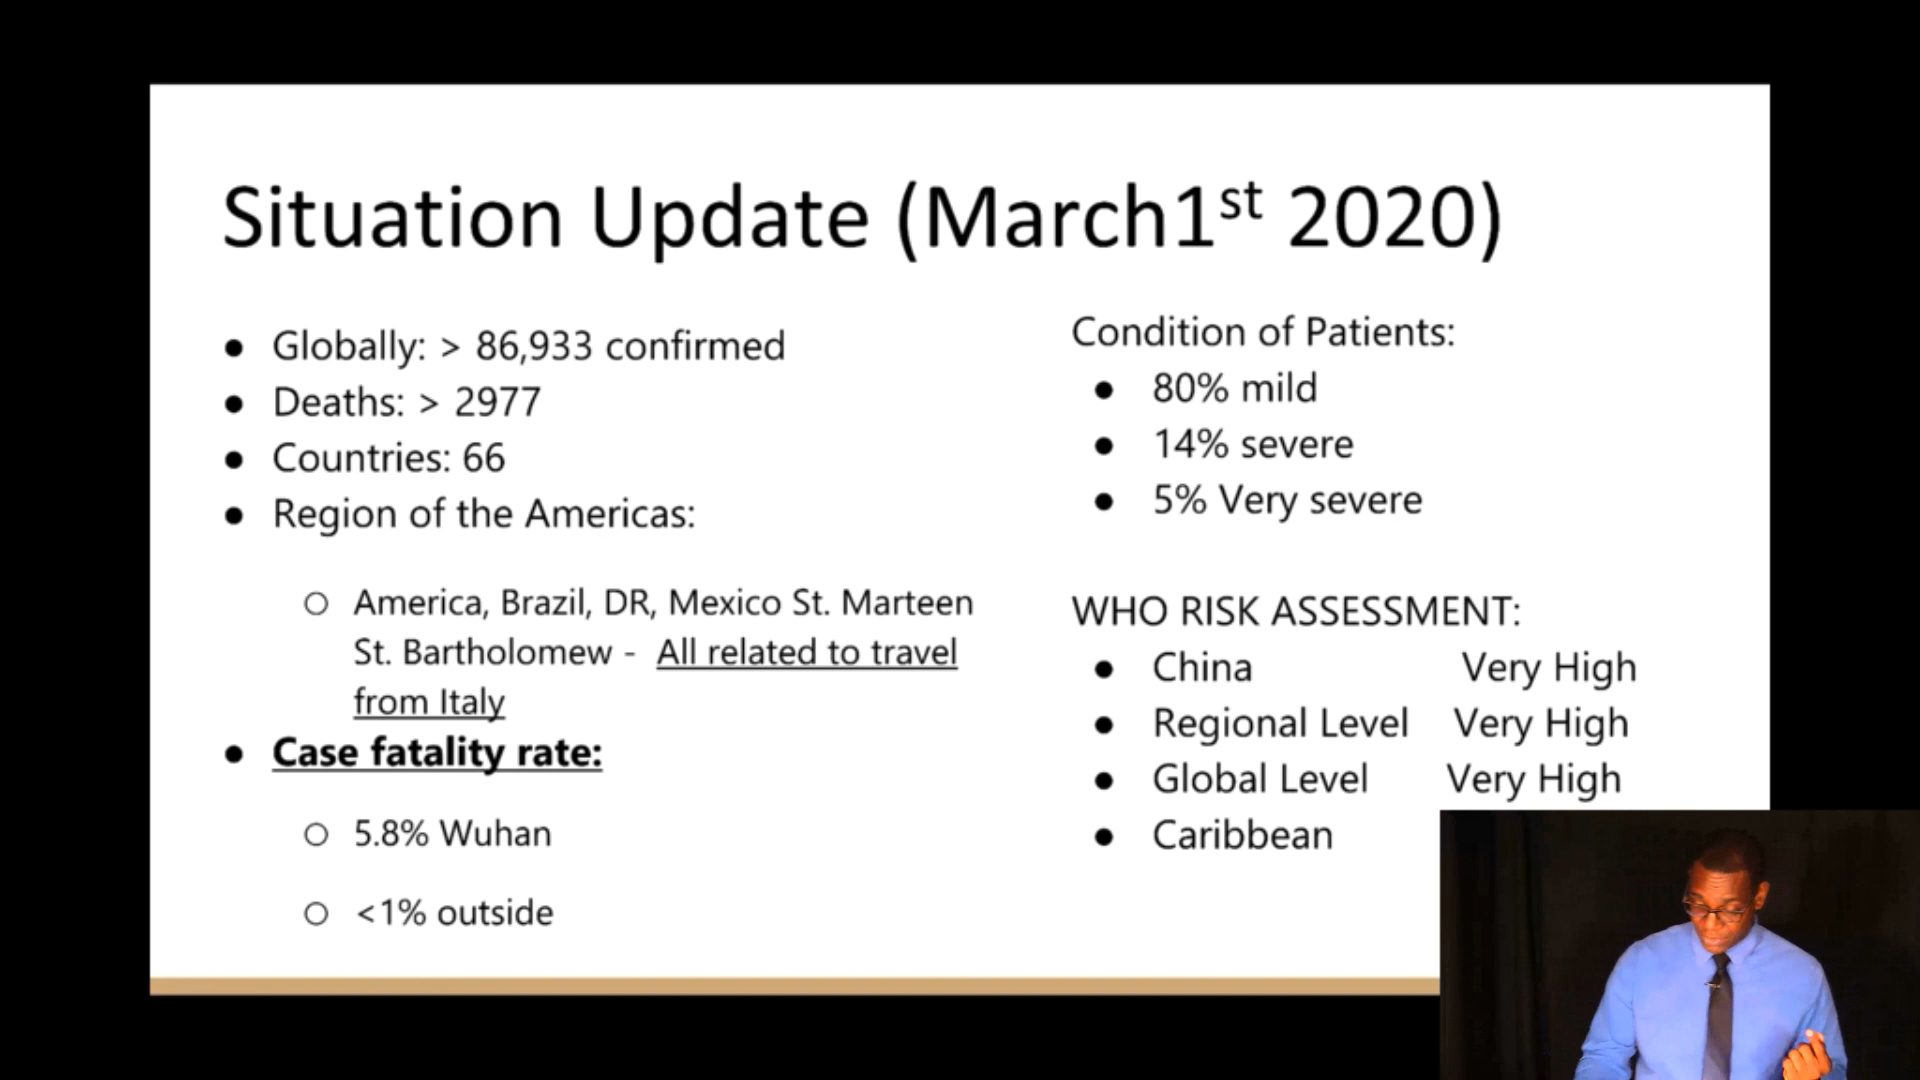 Situation Update (March1st 2020)
● Globally: > 86,933 confirmed
● Deaths: > 2977
● Countries: 66
● Region of the Americas:
○ America, Brazil, DR, Mexico St. Marteen
St. Bartholomew - All related to travel
from Italy
● Case fatality rate:
○ 5.8% Wuhan
○ <1% outside
Condition of Patients:
● 80% mild
● 14% severe
● 5% Very severe
WHO RISK ASSESSMENT:
● China Very High
● Regional Level Very High
● Global Level Very High
● Caribbean